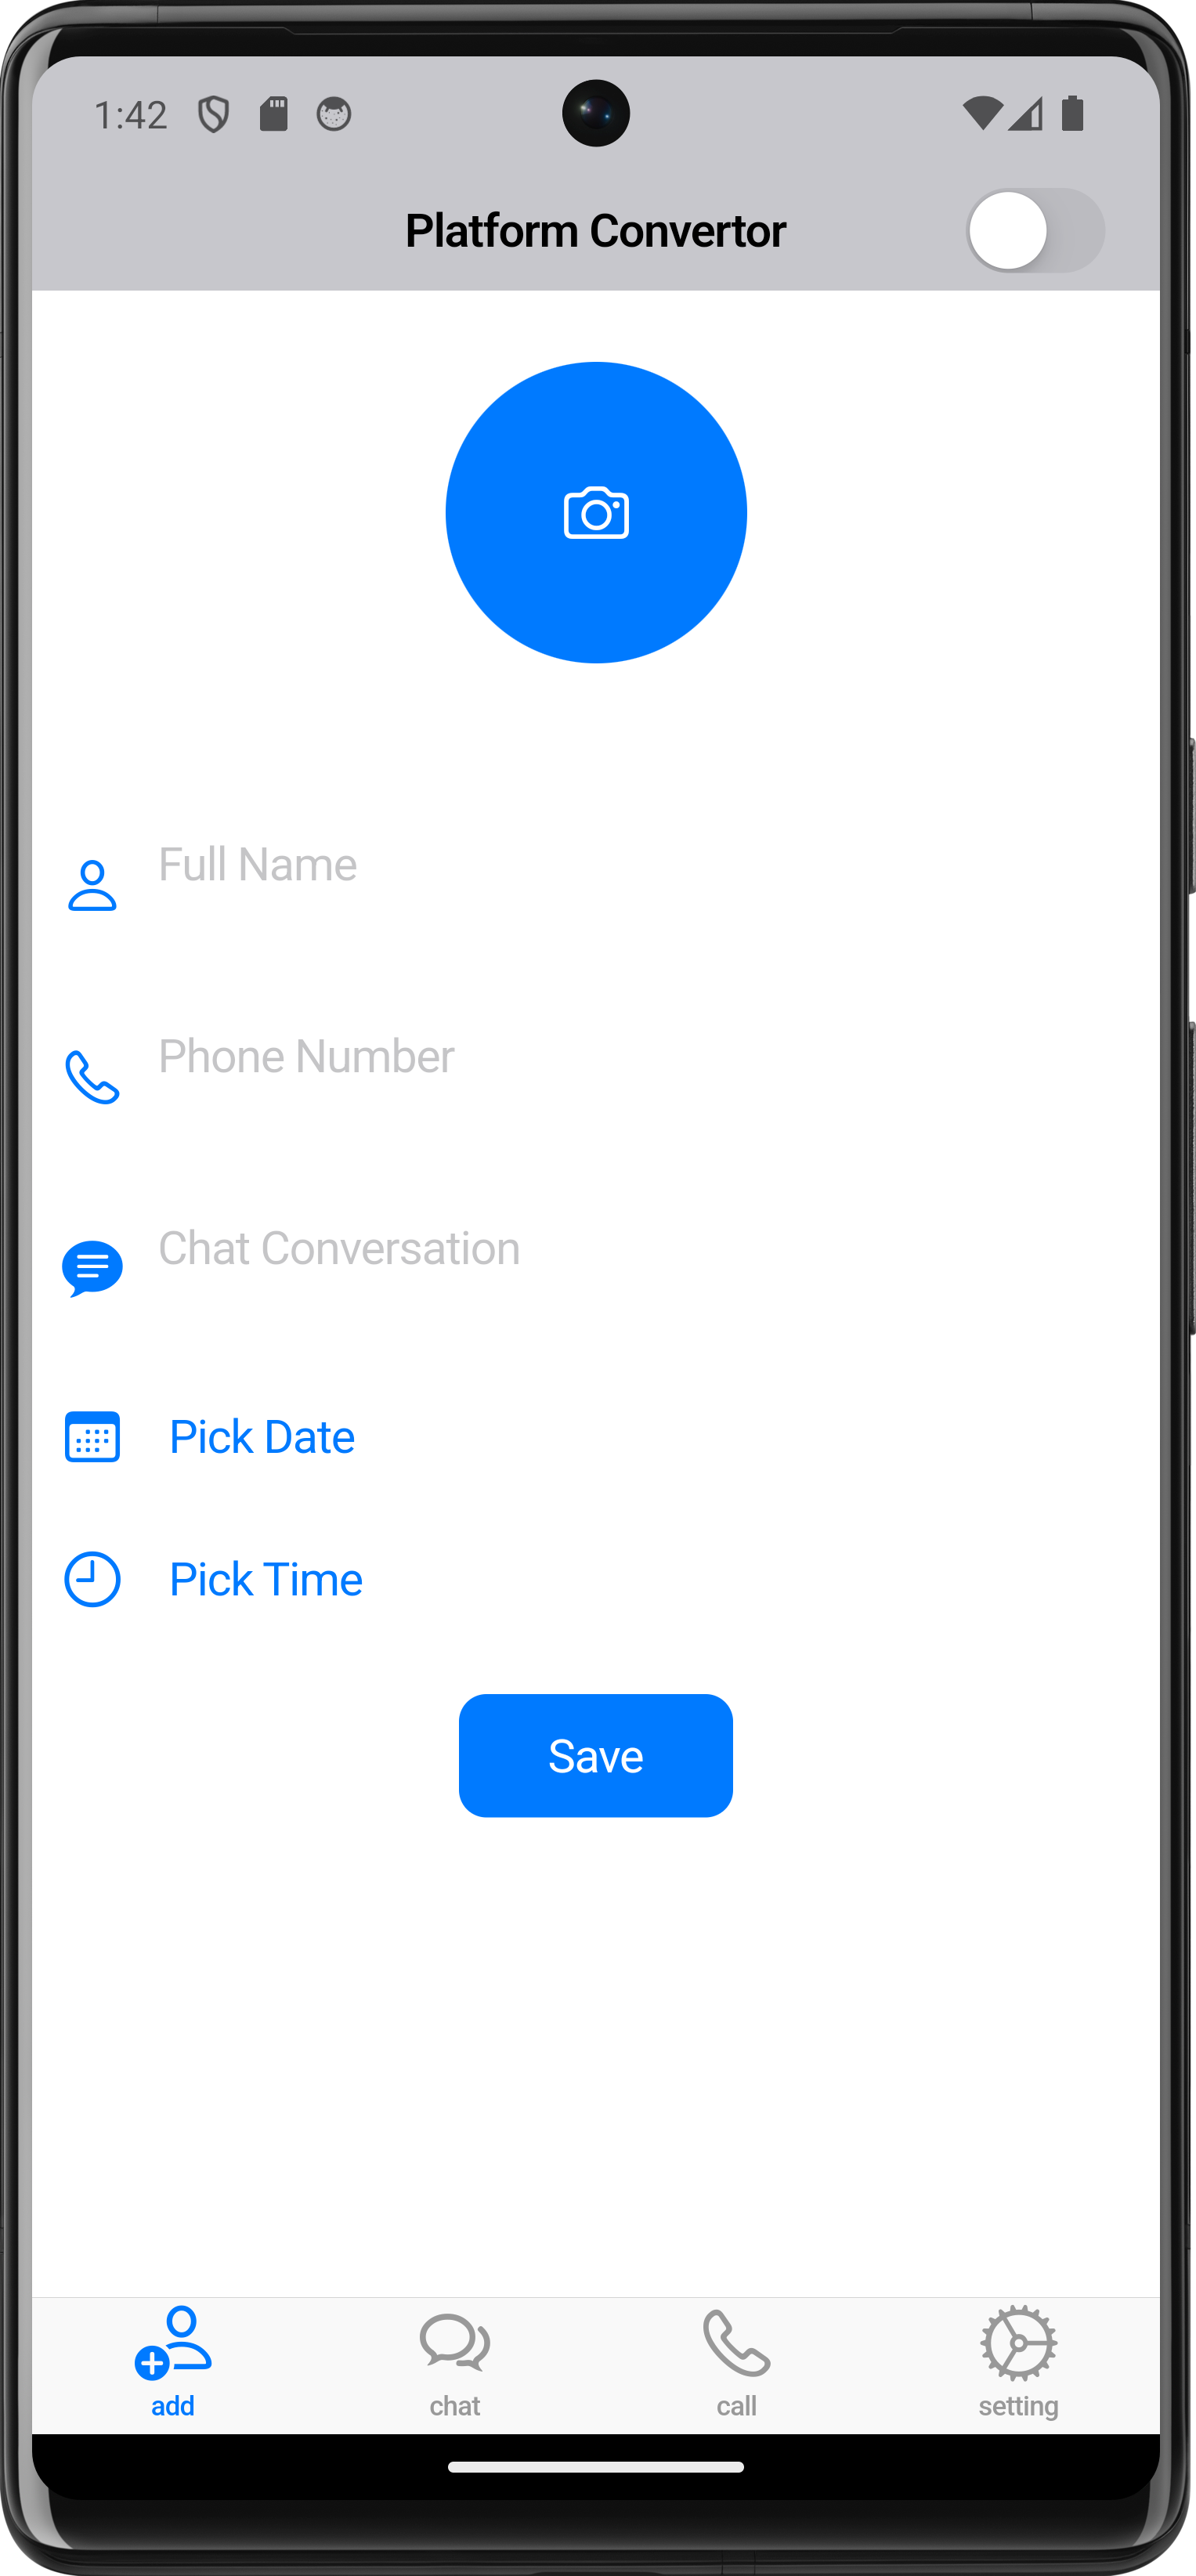 1:42
Platform Convertor
Full Name
Phone Number
Chat Conversation
Pick Date
Pick Time
Save
add
chat
call
setting